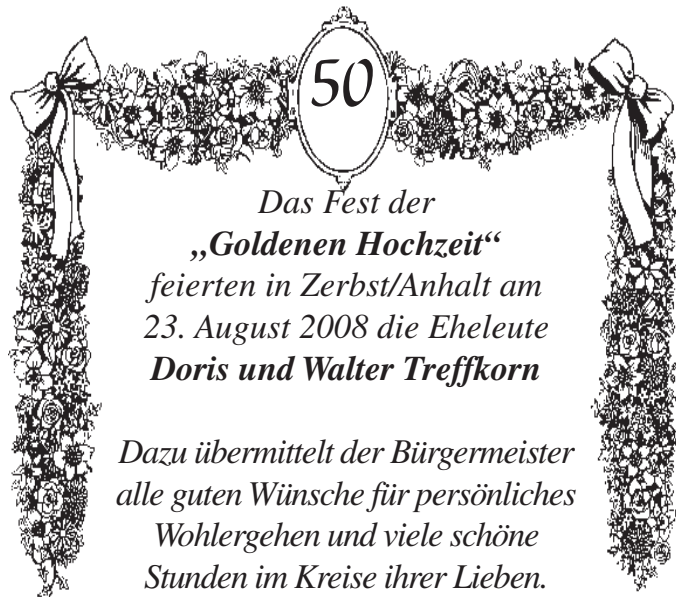 50
Das Fest der
„Goldenen Hochzeit“
feierten in Zerbst/Anhalt am
23. August 2008 die Eheleute
Doris und Walter Treffkorn
Dazu übermittelt der Bürgermeister
alle guten Wünsche für persönliches
Wohlergehen und viele schöne
Stunden im Kreise ihrer Lieben.